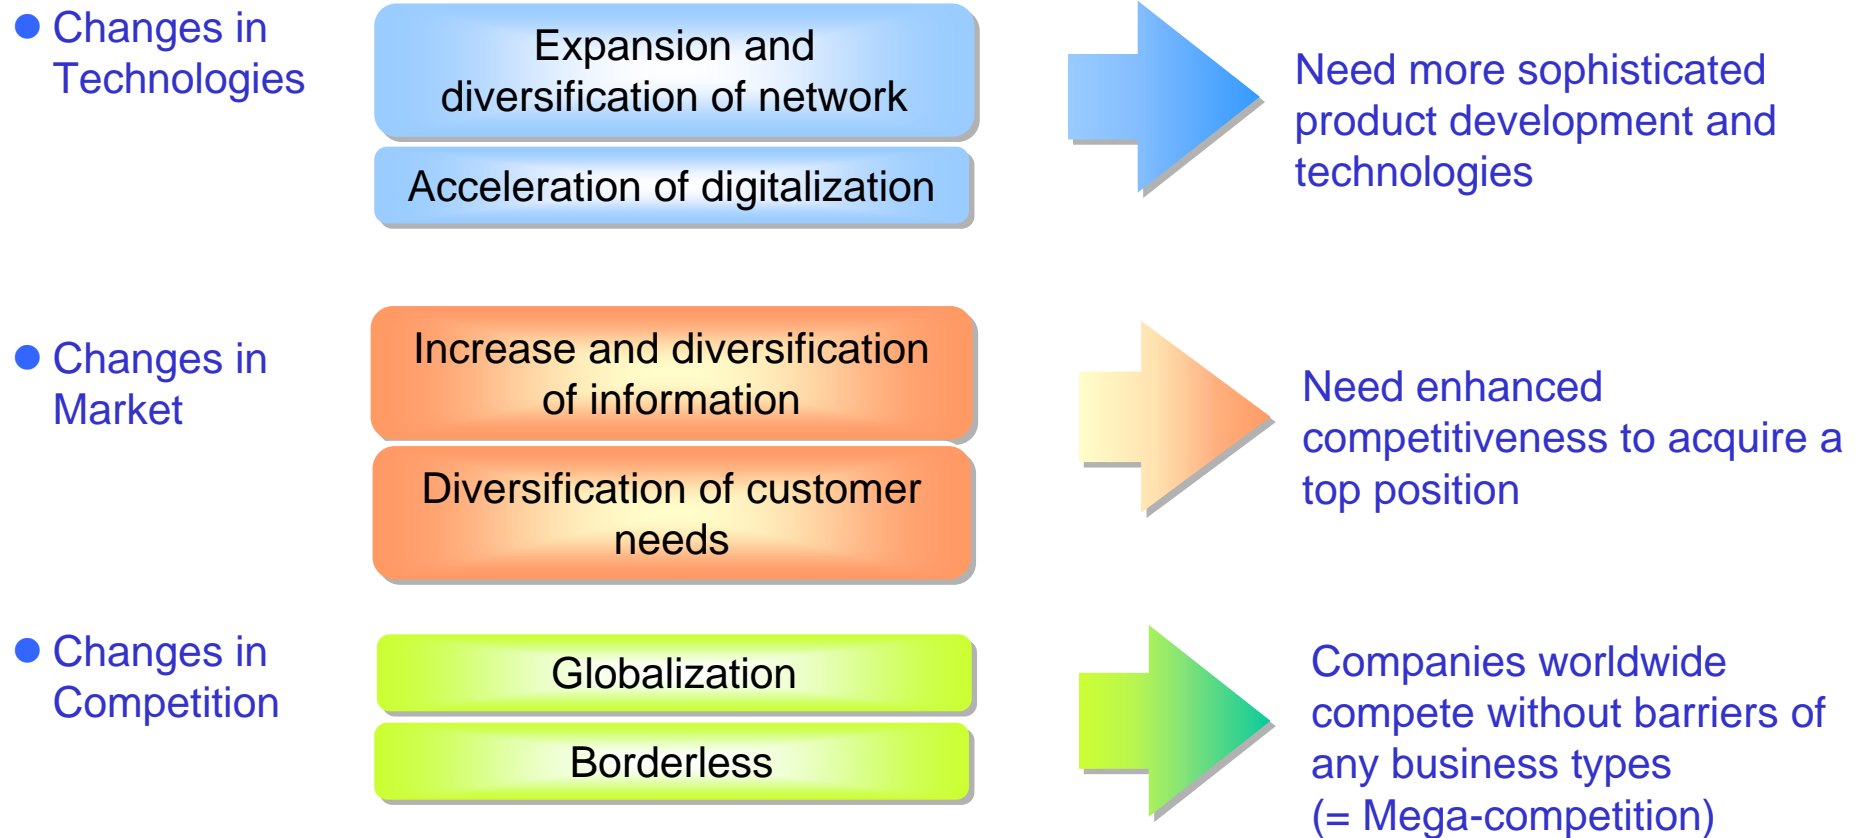 Changes in
Technologies
Expansion and
diversification of network
Acceleration of digitalization
Need more sophisticated
product development and
technologies
Changes in
Market
Increase and diversification
of information
Diversification of customer
needs
Need enhanced
competitiveness to acquire a
top position
Changes in
Competition
Globalization
Borderless
Companies worldwide
compete without barriers of
any business types
(= Mega-competition)